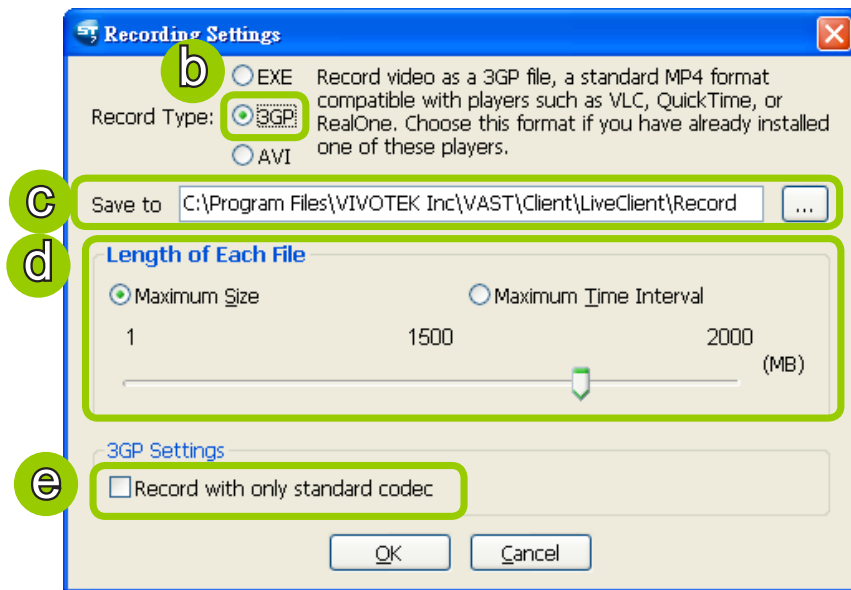 ST7 Recording Settings
b
EXE
Record Type: 3GP
AVI
Record video as a 3GP file, a standard MP4 format
compatible with players such as VLC, QuickTime, or
RealOne. Choose this format if you have already installed
one of these players.
c
Save to C:\Program Files\VIVOTEK Inc\VAST\Client\LiveClient\Record ...
d
Length of Each File
Maximum Size Maximum Time Interval
1 1500 2000
(MB)
3GP Settings
e
Record with only standard codec
OK Cancel